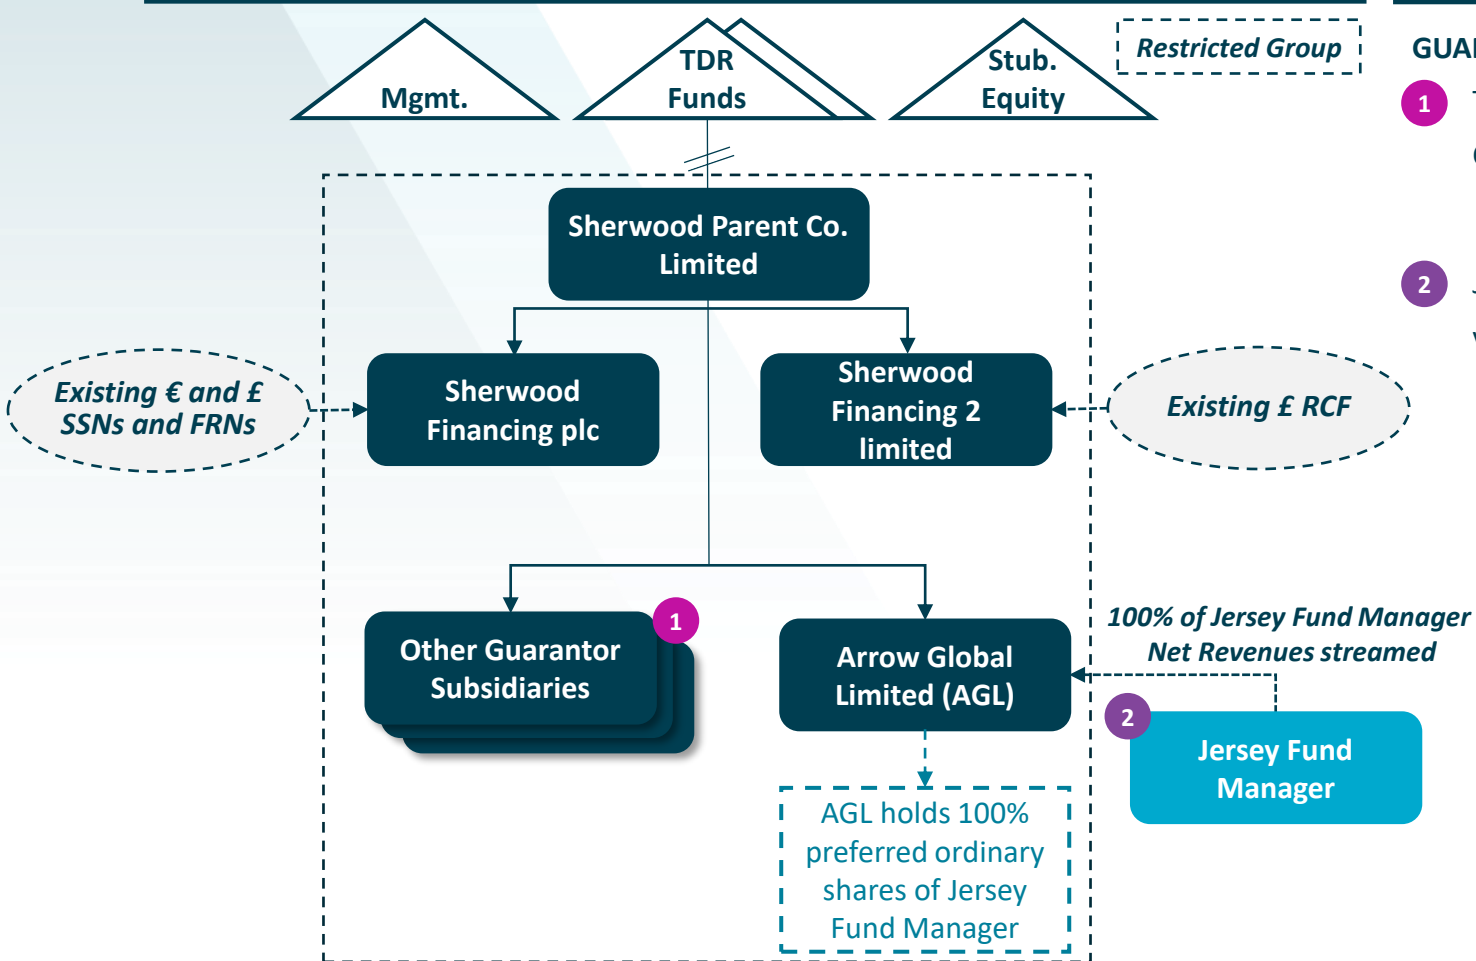 Mgmt.
TDR
Funds
Stub.
Equity
Restricted Group
1
2
Sherwood Parent Co.
Limited
Existing € and £
SSNs and FRNs
Sherwood
Financing plc
Sherwood
Financing 2
limited
Existing £ RCF
Other Guarantor
Subsidiaries
1
Arrow Global
Limited (AGL)
100% of Jersey Fund Manager
Net Revenues streamed
2
Jersey Fund
Manager
AGL holds 100%
preferred ordinary
shares of Jersey
Fund Manager